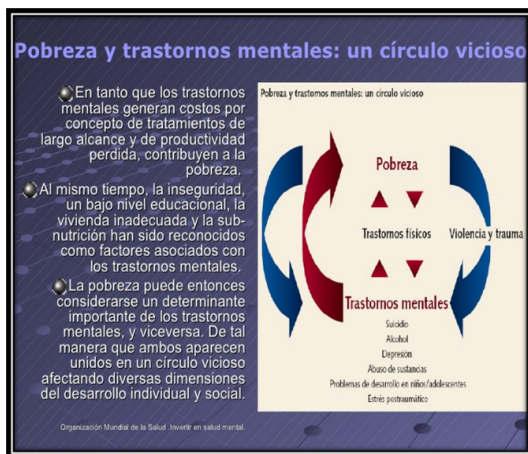 Pobreza y trastornos mentales: un círculo vicioso
En tanto que los trastornos
mentales generan costos por
concepto de tratamientos de
largo alcance y de productividad
perdida, contribuyen a la
pobreza.
Al mismo tiempo, la inseguridad,
un bajo nivel educacional, la
vivienda inadecuada y la sub-
nutrición han sido reconocidos
como factores asociados con
los trastornos mentales.
La pobreza puede entonces
considerarse un determinante
importante de los trastornos
mentales, y viceversa. De tal
manera que ambos aparecen
unidos en un círculo vicioso
afectando diversas dimensiones
del desarrollo individual y social.
Organización Mundial de la Salud .Invertir en salud mental.
Pobreza y trastornos mentales: un círculo vicioso
Pobreza
Trastornos físicos
Violencia y trauma
Trastornos mentales
Suicidio
Alcohol
Depresión
Abuso de sustancias
Problemas de desarrollo en niños/adolescentes
Estrés postraumático